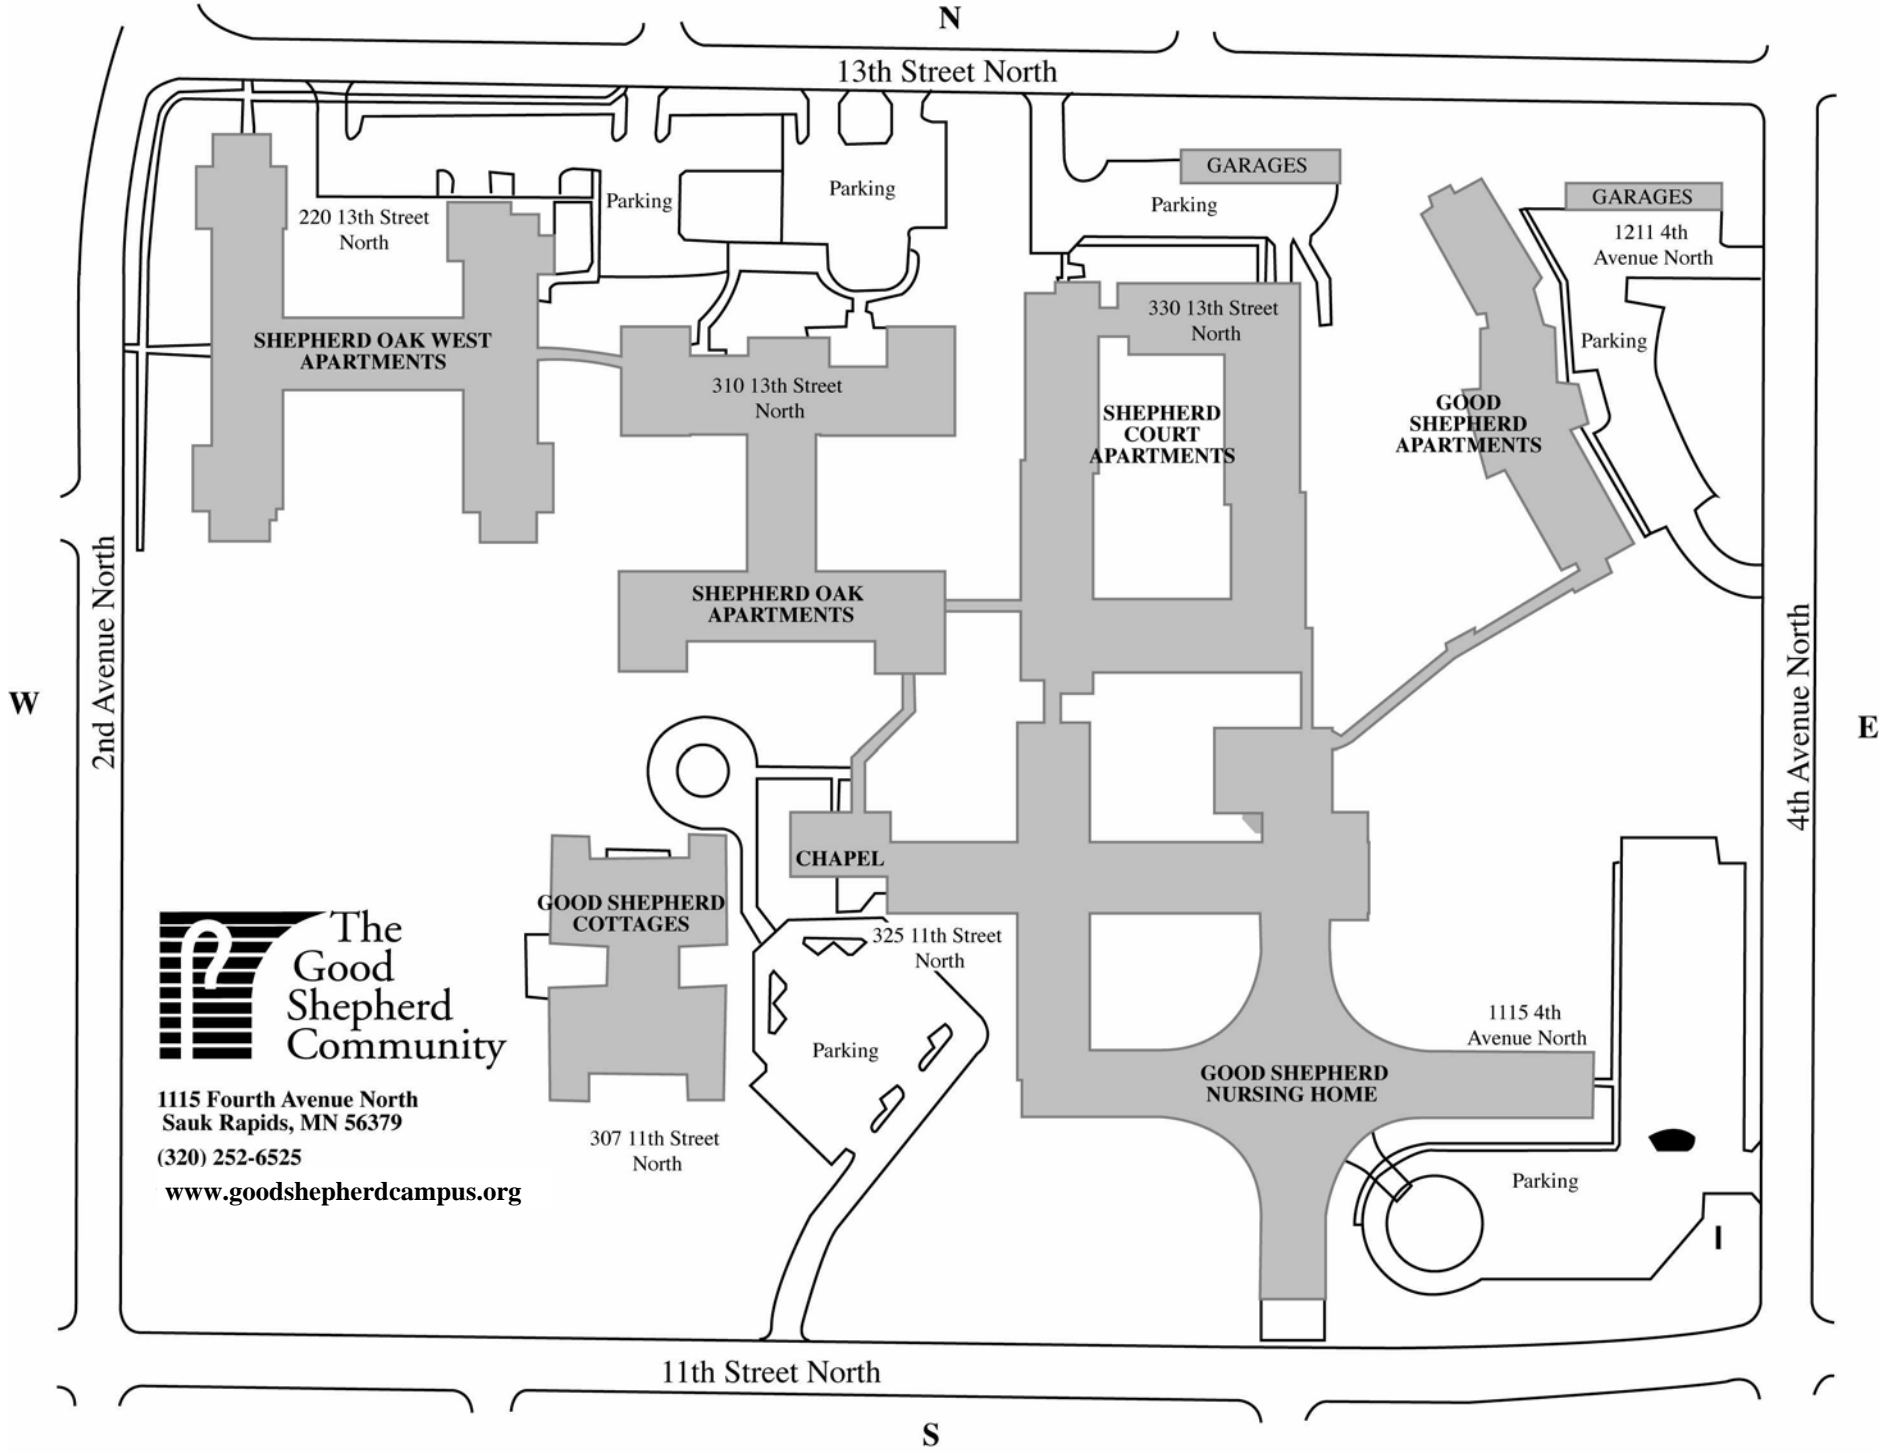 N
13th Street North
GARAGES
Parking
Parking
Parking
GARAGES
220 13th Street
North
1211 4th
Avenue North
330 13th Street
North
SHEPHERD OAK WEST
APARTMENTS
Parking
310 13th Street
North
SHEPHERD
COURT
APARTMENTS
GOOD
SHEPHERD
APARTMENTS
SHEPHERD OAK
APARTMENTS
2nd Avenue North
4th Avenue North
W
E
CHAPEL
GOOD SHEPHERD
COTTAGES
325 11th Street
North
The
Good
Shepherd
Community
1115 Fourth Avenue North
Sauk Rapids, MN 56379
(320) 252-6525
www.goodshepherdcampus.org
Parking
1115 4th
Avenue North
GOOD SHEPHERD
NURSING HOME
307 11th Street
North
Parking
11th Street North
S